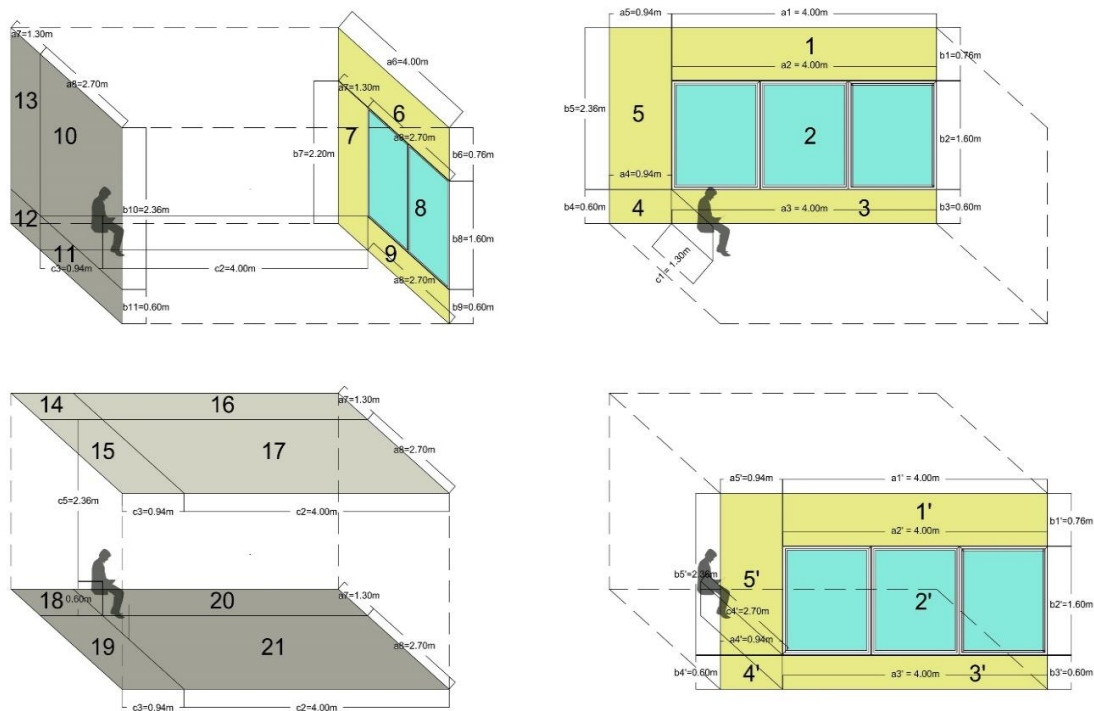 a7=1.30m
a8=2.70m
13
10
12
11
b10=2.36m
c3=0.94m
c2=4.00m
b11=0.60m
a6=4.00m
a7=1.30m
6
7
a8=2.70m
b7=2.20m
b6=0.76m
8
b8=1.60m
9
a8=2.70m
b9=0.60m
a5=0.94m
a1 = 4.00m
1
b1=0.76m
a2 = 4.00m
b5=2.36m
5
2
b2=1.60m
a4=0.94m
b4=0.60m
4
a3 = 4.00m
3
b3=0.60m
c1 = 1.30m
14
16
a7=1.30m
15
17
a8=2.70m
c5=2.36m
c3=0.94m
c2=4.00m
18
0.60m
20
a7=1.30m
19
21
a8=2.70m
c3=0.94m
c2=4.00m
a5'=0.94m
a1' = 4.00m
1'
b1'=0.76m
a2' = 4.00m
b5'=2.36m
5'
2'
b2'=1.60m
c4'=2.70m
a4'=0.94m
b4'=0.60m
4'
a3' = 4.00m
3'
b3'=0.60m